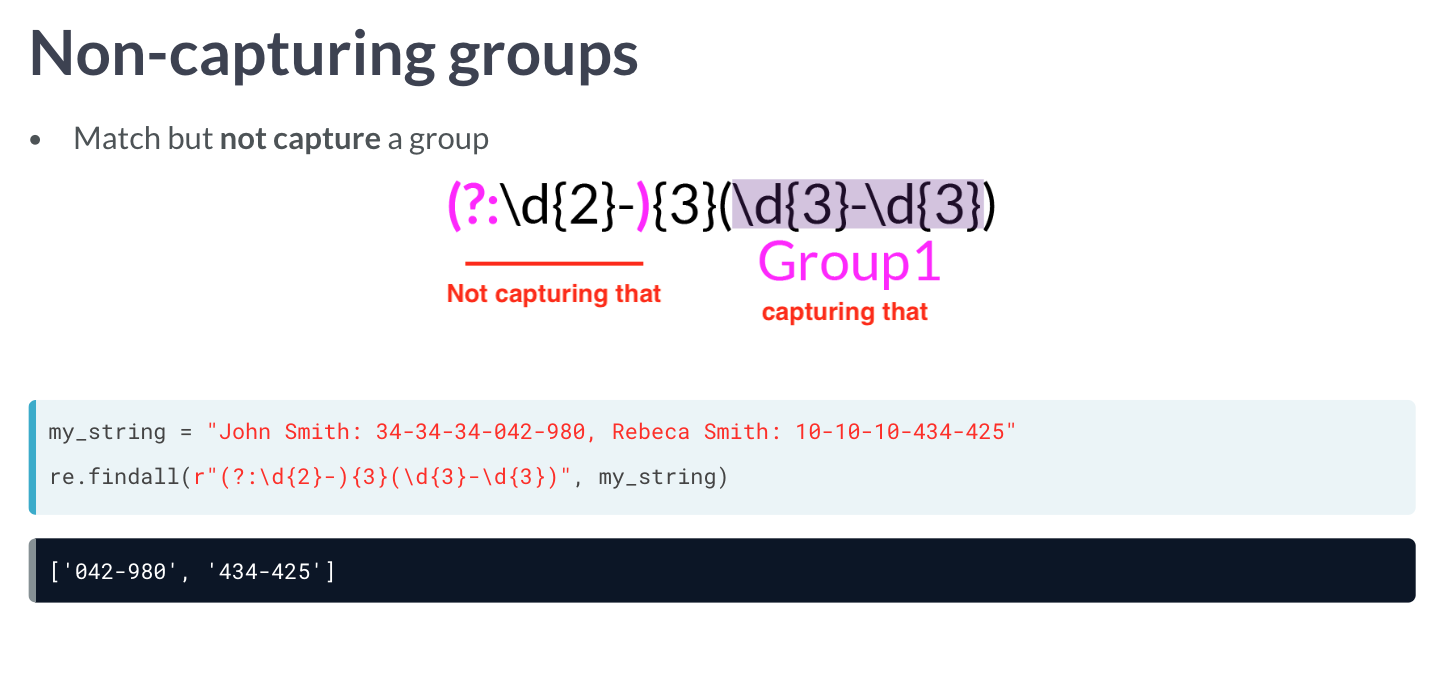 Non-capturing groups
• Match but not capture a group
(?:\d{2}-){3}(\d{3}-\d{3})
Group1
Not capturing that
capturing that
my_string = "John Smith: 34-34-34-042-980, Rebeca Smith: 10-10-10-434-425"
re.findall(r"(?:\d{2}-){3}(\d{3}-\d{3})", my_string)
['042-980', '434-425']